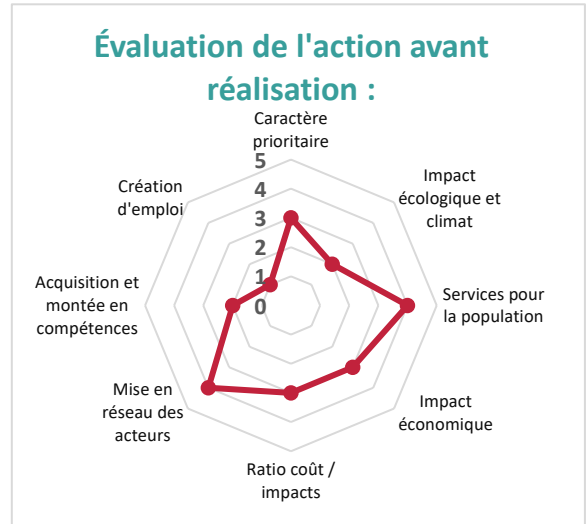 Évaluation de l'action avant
réalisation :
Caractère
prioritaire
Impact
écologique et
climat
Services pour
la population
Impact
économique
Ratio coût /
impacts
Mise en
réseau des
acteurs
Acquisition et
montée en
compétences
Création
d'emploi
5
4
3
2
1
0